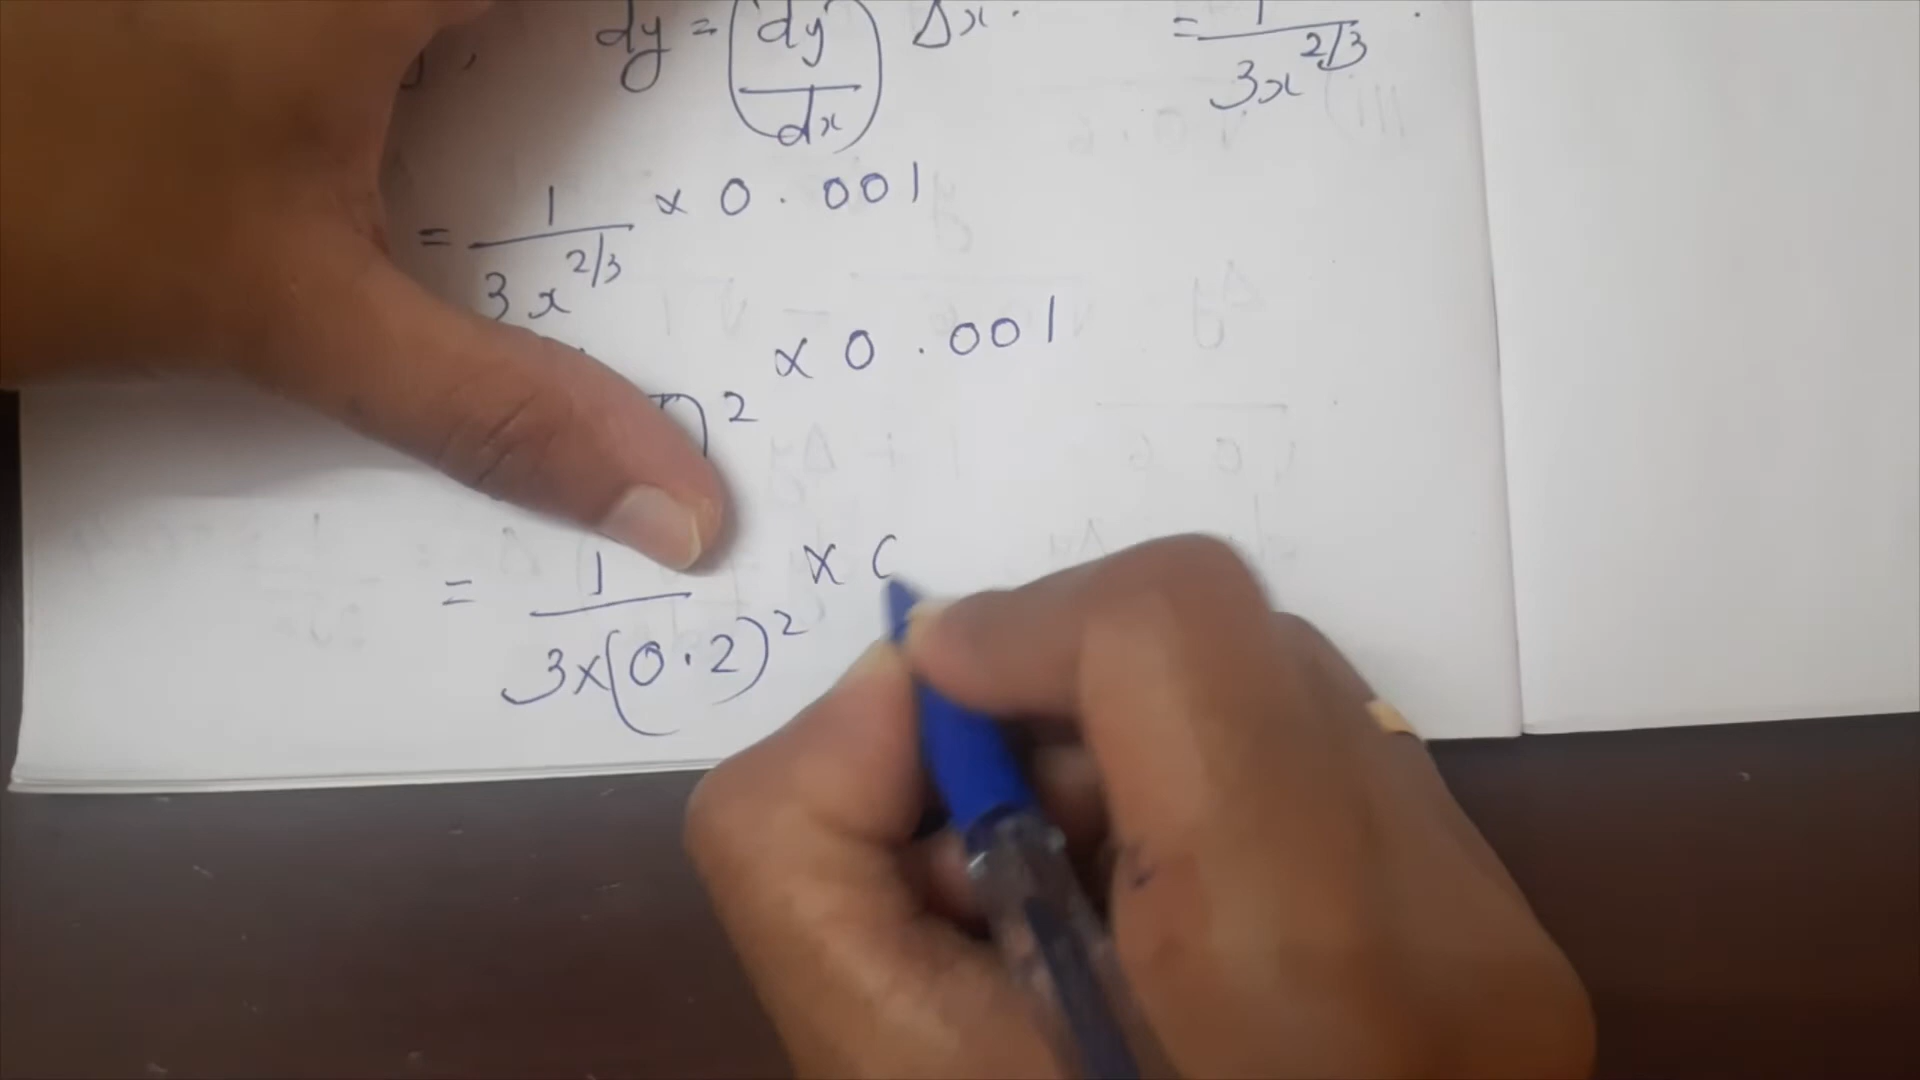 dy = (dy/dx) Δx. = 1/3x^2/3 .
= 1/3x^2/3 × 0.001
)^2 × 0.001
= 1/3×(0.2)^2 ×